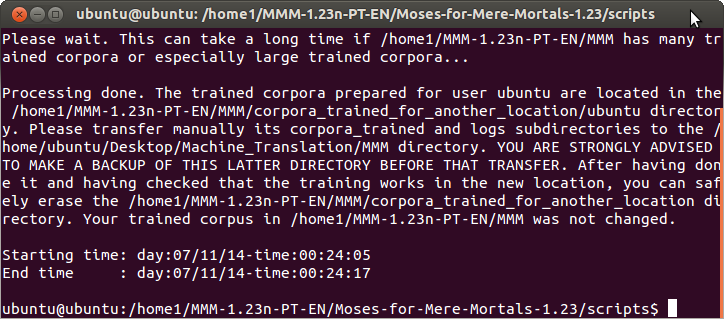 ubuntu@ubuntu: /home1/MMM-1.23n-PT-EN/Moses-for-Mere-Mortals-1.23/scripts
Please wait. This can take a long time if /home1/MMM-1.23n-PT-EN/MMM has many tr
ained corpora or especially large trained corpora...
Processing done. The trained corpora prepared for user ubuntu are located in the
 /home1/MMM-1.23n-PT-EN/MMM/corpora_trained_for_another_location/ubuntu director
y. Please transfer manually its corpora_trained and logs subdirectories to the /
home/ubuntu/Desktop/Machine_Translation/MMM directory. YOU ARE STRONGLY ADVISED
TO MAKE A BACKUP OF THIS LATTER DIRECTORY BEFORE THAT TRANSFER. After having don
e it and having checked that the training works in the new location, you can saf
ely erase the /home1/MMM-1.23n-PT-EN/MMM/corpora_trained_for_another_location di
rectory. Your trained corpus in /home1/MMM-1.23n-PT-EN/MMM was not changed.
Starting time: day:07/11/14-time:00:24:05
End time     : day:07/11/14-time:00:24:17
ubuntu@ubuntu:/home1/MMM-1.23n-PT-EN/Moses-for-Mere-Mortals-1.23/scripts$